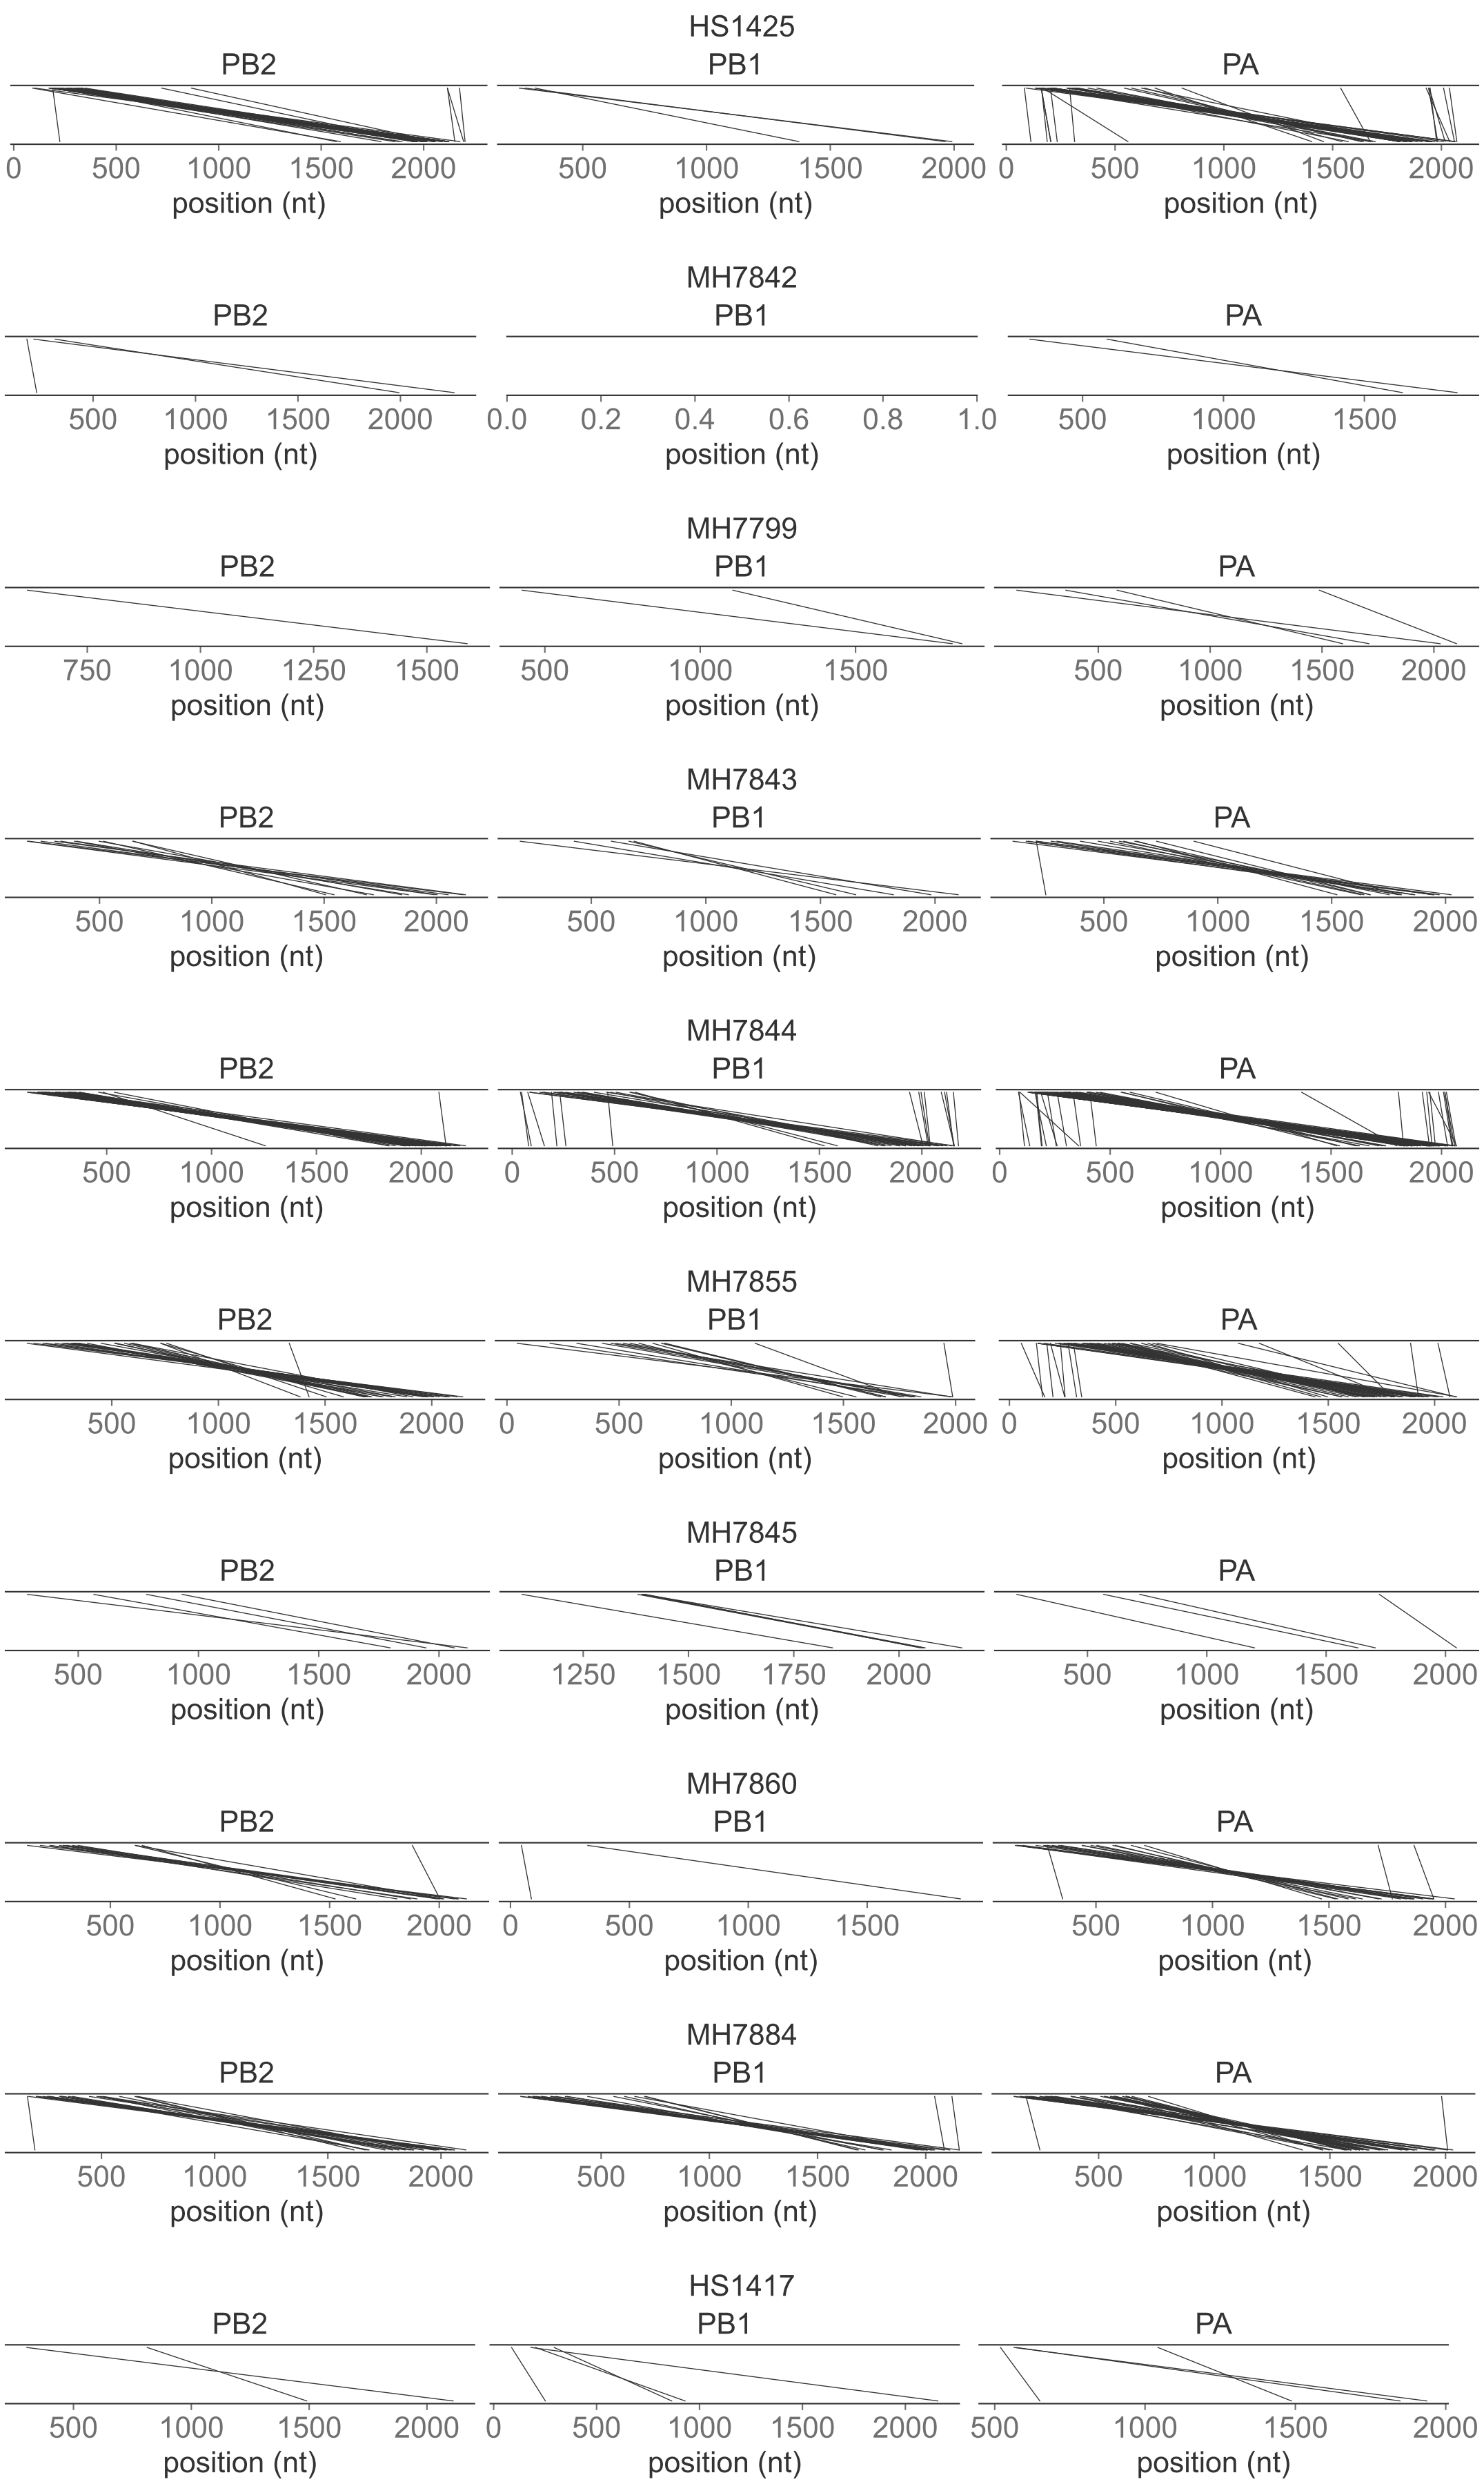 HS1425
PB2 PB1 PA
0 500 1000 1500 2000 500 1000 1500 2000 0 500 1000 1500 2000
position (nt) position (nt) position (nt)
MH7842
PB2 PB1 PA
500 1000 1500 2000 0.0 0.2 0.4 0.6 0.8 1.0 500 1000 1500
position (nt) position (nt) position (nt)
MH7799
PB2 PB1 PA
750 1000 1250 1500 500 1000 1500 500 1000 1500 2000
position (nt) position (nt) position (nt)
MH7843
PB2 PB1 PA
500 1000 1500 2000 500 1000 1500 2000 500 1000 1500 2000
position (nt) position (nt) position (nt)
MH7844
PB2 PB1 PA
500 1000 1500 2000 0 500 1000 1500 2000 0 500 1000 1500 2000
position (nt) position (nt) position (nt)
MH7855
PB2 PB1 PA
500 1000 1500 2000 0 500 1000 1500 2000 0 500 1000 1500 2000
position (nt) position (nt) position (nt)
MH7845
PB2 PB1 PA
500 1000 1500 2000 1250 1500 1750 2000 500 1000 1500 2000
position (nt) position (nt) position (nt)
MH7860
PB2 PB1 PA
500 1000 1500 2000 0 500 1000 1500 500 1000 1500 2000
position (nt) position (nt) position (nt)
MH7884
PB2 PB1 PA
500 1000 1500 2000 500 1000 1500 2000 500 1000 1500 2000
position (nt) position (nt) position (nt)
HS1417
PB2 PB1 PA
500 1000 1500 2000 0 500 1000 1500 2000 500 1000 1500 2000
position (nt) position (nt) position (nt)